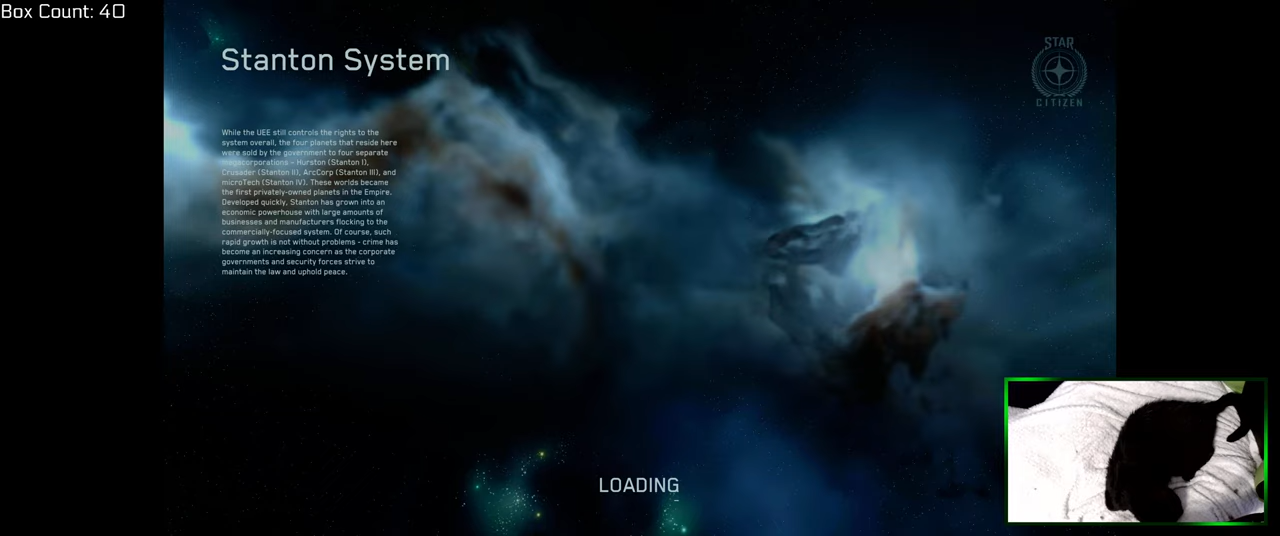 Box Count: 40
Stanton System
STAR
CITIZEN
While the UEE still controls the rights to the
system overall, the four planets that reside here
were sold by the government to four separate
megacorporations - Hurston (Stanton I),
Crusader (Stanton II), ArcCorp (Stanton III), and
microTech (Stanton IV). These worlds became
the first privately-owned planets in the Empire.
Developed quickly, Stanton has grown into an
economic powerhouse with large amounts of
businesses and manufacturers flocking to the
commercially-focused system. Of course, such
rapid growth is not without problems - crime has
become an increasing concern as the corporate
governments and security forces strive to
maintain the law and uphold peace.
LOADING